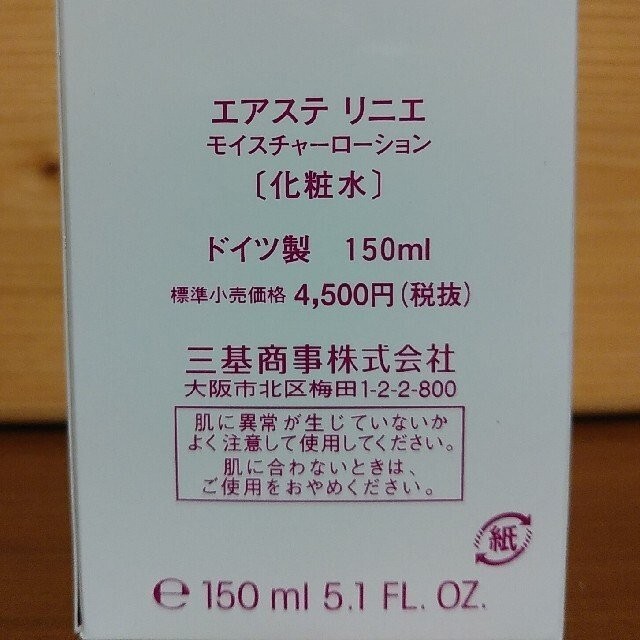 エアステ リニエ
モイスチャーローション
〔化粧水〕
ドイツ製 150ml
標準小売価格 4,500円(税抜)
三基商事株式会社
大阪市北区梅田1-2-2-800
肌に異常が生じていないか
よく注意して使用してください。
肌に合わないときは、
ご使用をおやめください。
紙
℮ 150 ml 5.1 FL. OZ.